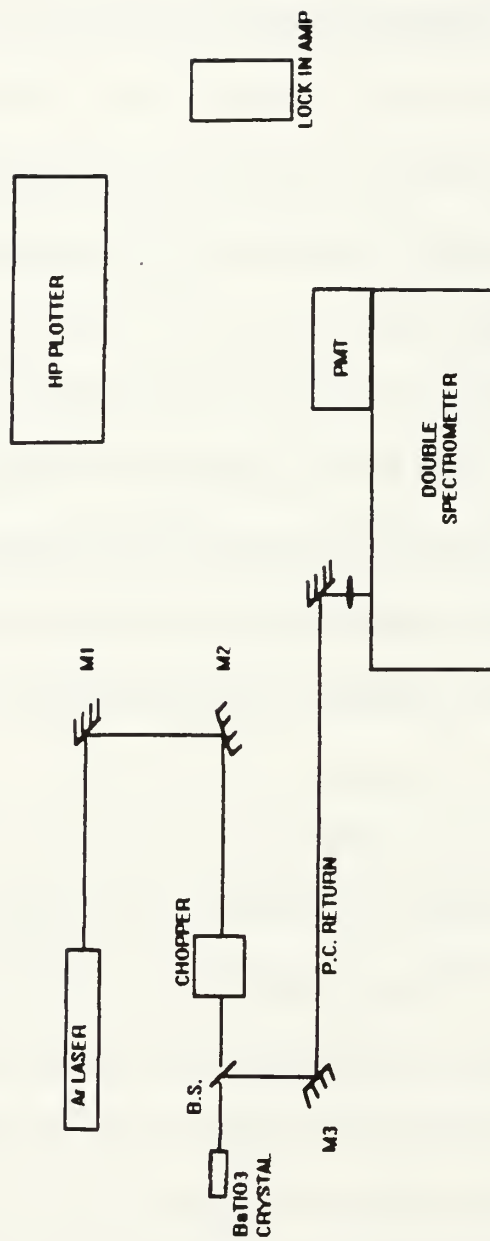 HP PLOTTER
LOCK IN AMP
M1
Ar LASER
M2
CHOPPER
B.S.
BaTIO3
CRYSTAL
M3
P.C. RETURN
PMT
DOUBLE
SPECTROMETER